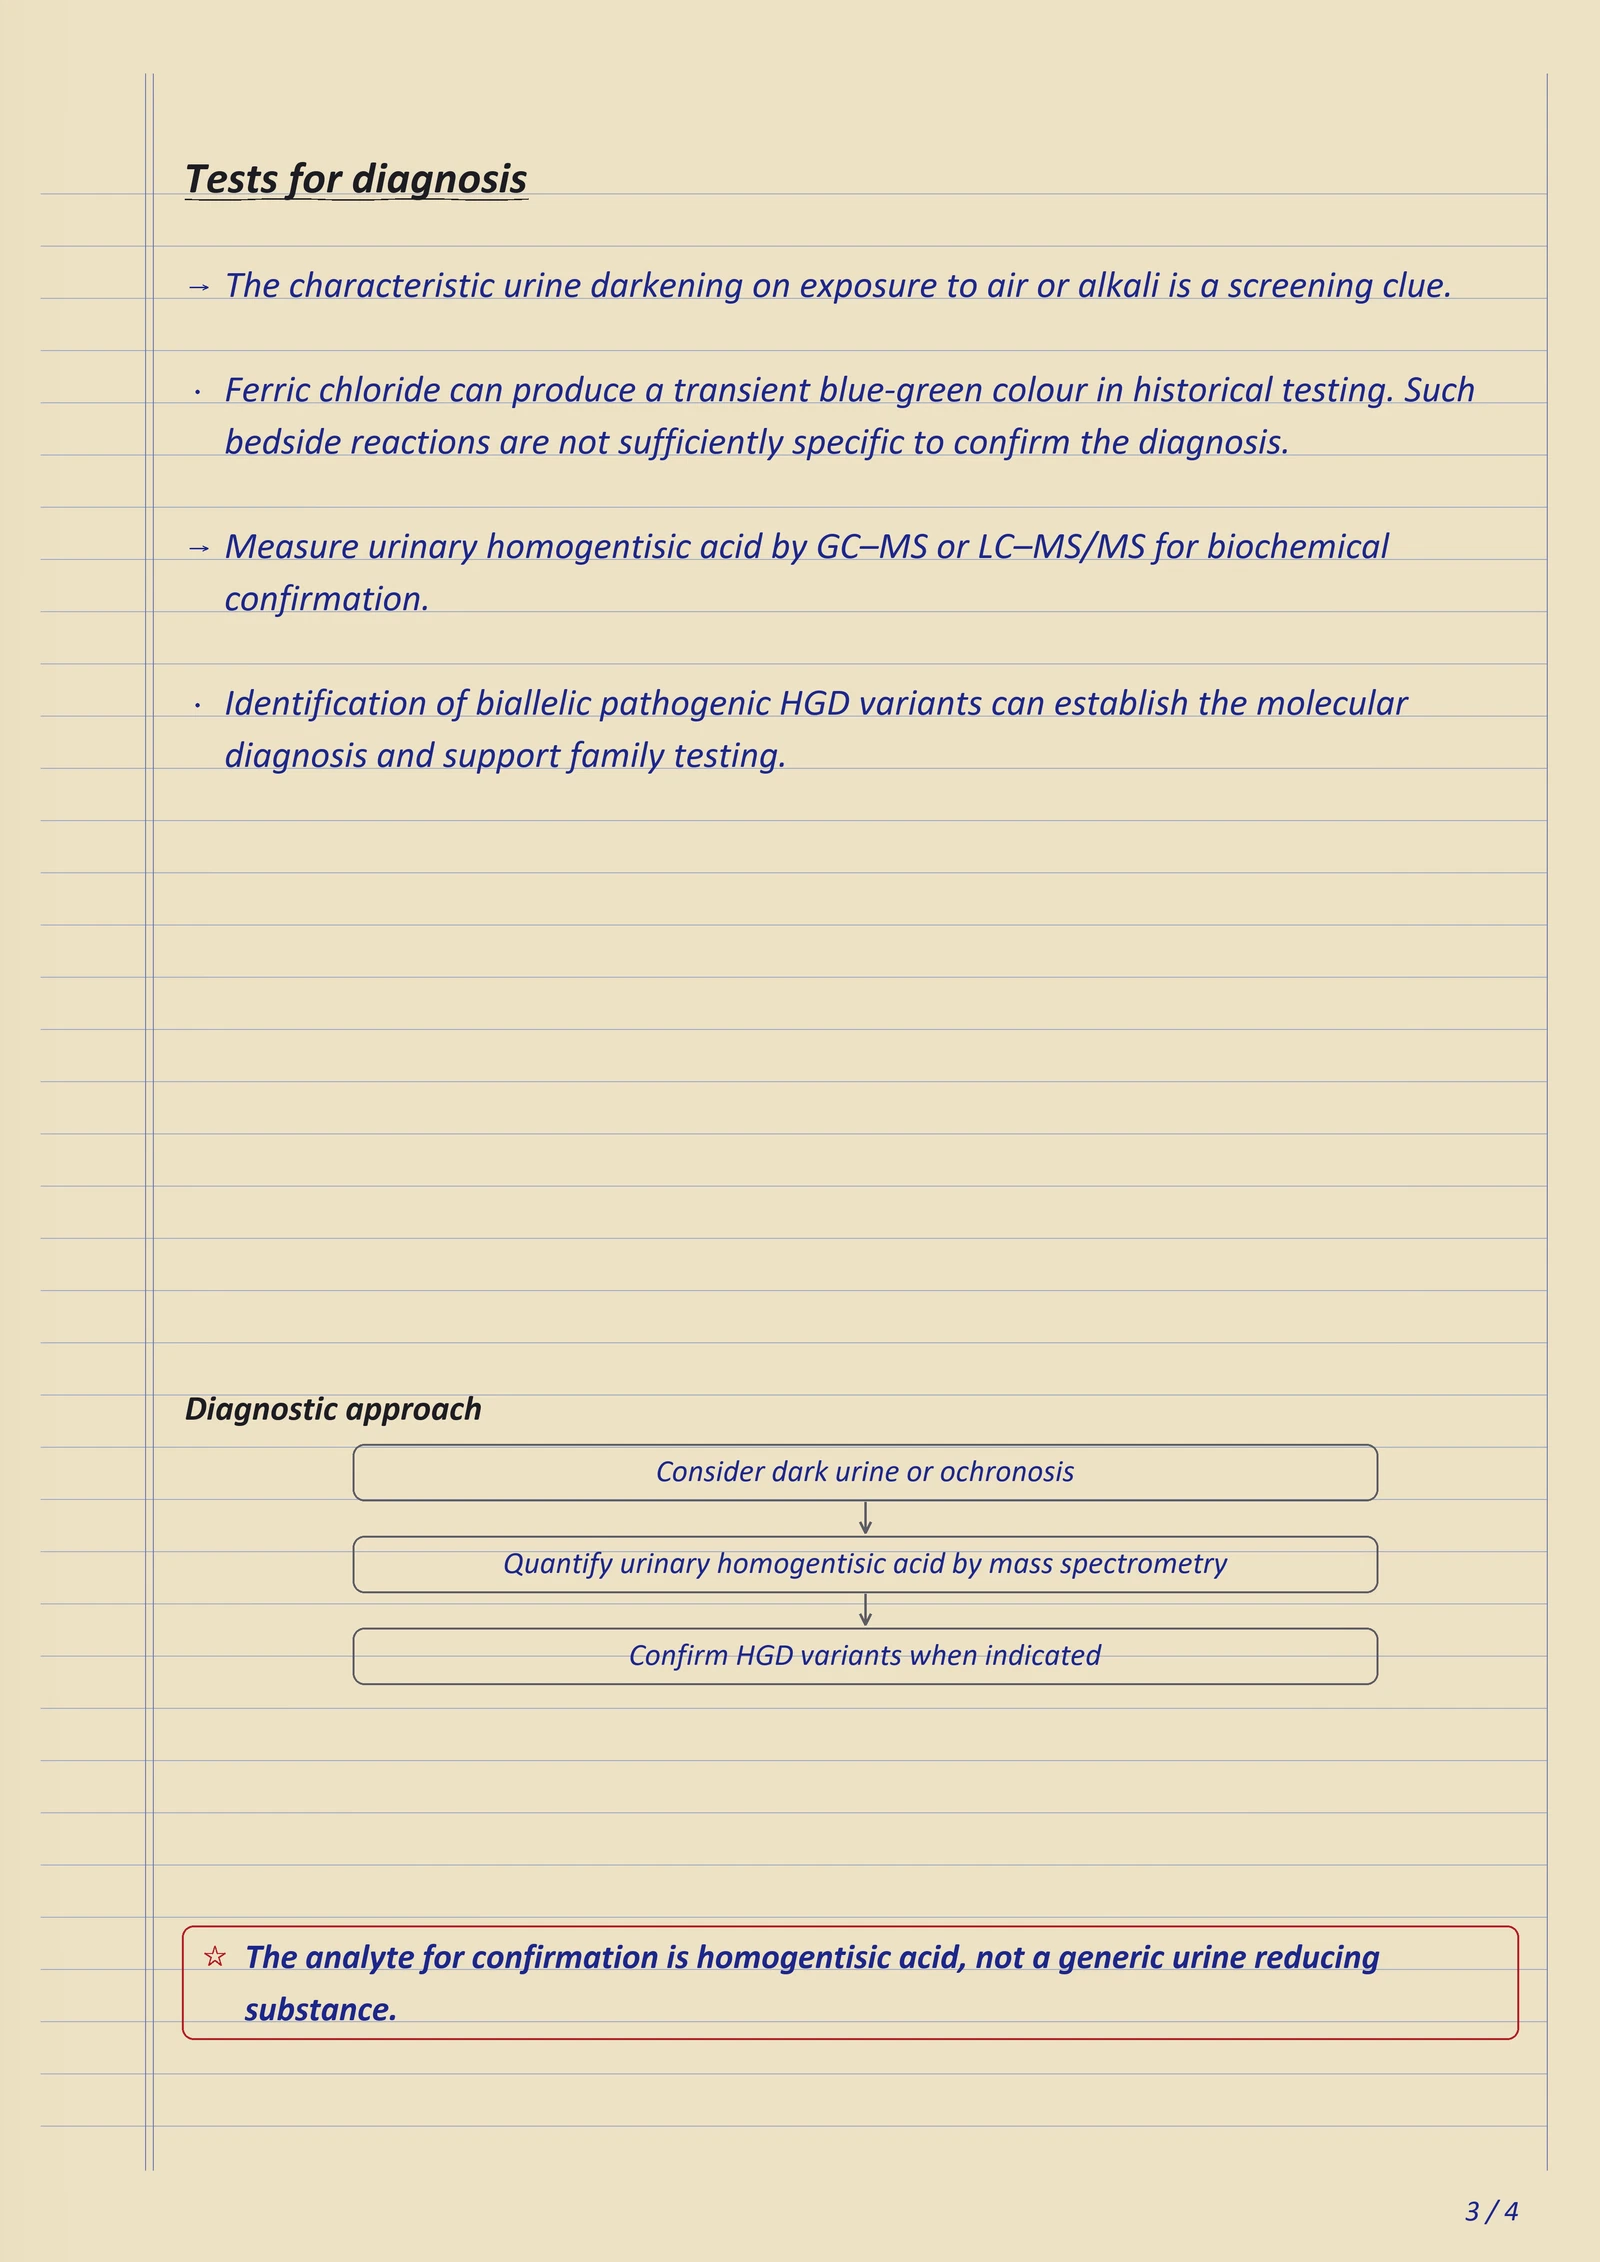 Tests for diagnosis
→ The characteristic urine darkening on exposure to air or alkali is a screening clue.
· Ferric chloride can produce a transient blue-green colour in historical testing. Such
bedside reactions are not sufficiently specific to confirm the diagnosis.
→ Measure urinary homogentisic acid by GC–MS or LC–MS/MS for biochemical
confirmation.
· Identification of biallelic pathogenic HGD variants can establish the molecular
diagnosis and support family testing.
Diagnostic approach
Consider dark urine or ochronosis
Quantify urinary homogentisic acid by mass spectrometry
Confirm HGD variants when indicated
☆ The analyte for confirmation is homogentisic acid, not a generic urine reducing
substance.
3 / 4